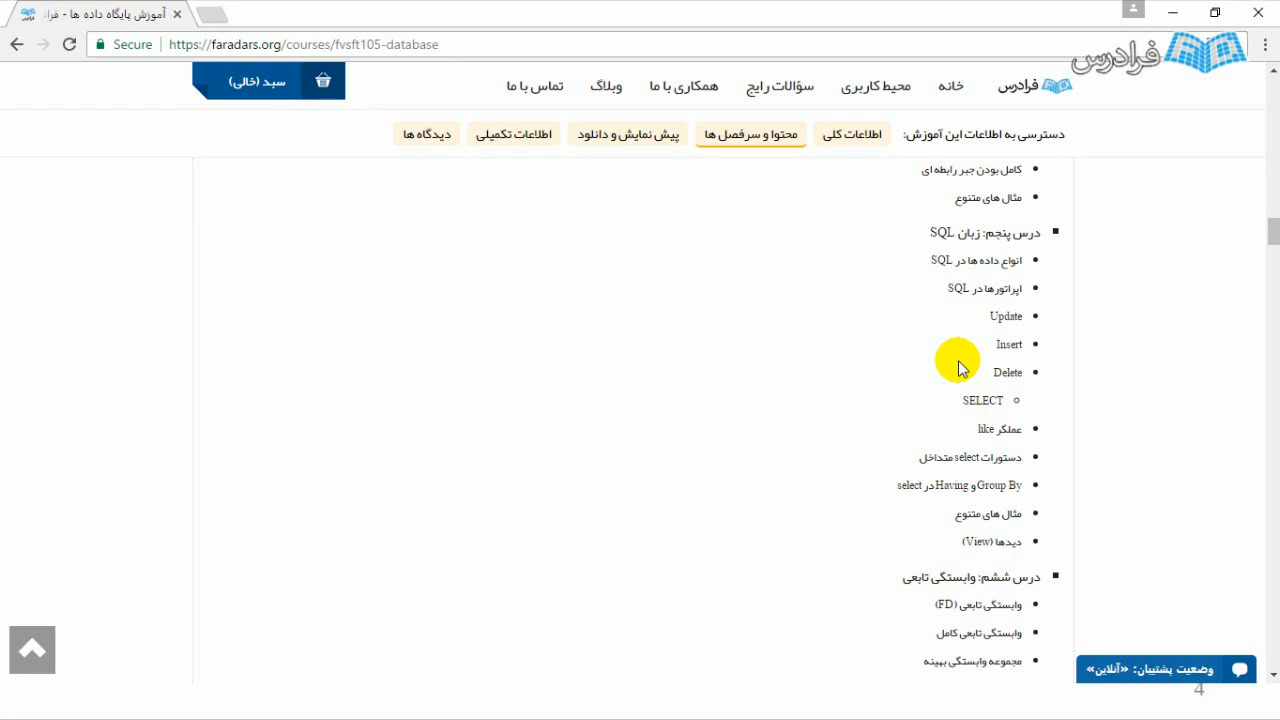 آموزش پایگاه داده ها - فراد
Secure
https://faradars.org/courses/fvsft105-database
فرادرس
فرادرس
خانه
محیط کاربری
سؤالات رایج
همکاری با ما
وبلاگ
تماس با ما
سبد (خالی)
دسترسی به اطلاعات این آموزش:
اطلاعات کلی
محتوا و سرفصل ها
پیش نمایش و دانلود
اطلاعات تکمیلی
دیدگاه ها
کامل بودن جبر رابطه ای
مثال های متنوع
درس پنجم: زبان SQL
انواع داده ها در SQL
اپراتورها در SQL
Update
Insert
Delete
SELECT
عملگر like
دستورات select متداخل
Group By و Having در select
مثال های متنوع
دیدها (View)
درس ششم: وابستگی تابعی
وابستگی تابعی (FD)
وابستگی تابعی کامل
مجموعه وابستگی بهینه
وضعیت پشتیبان: «آنلاین»
4